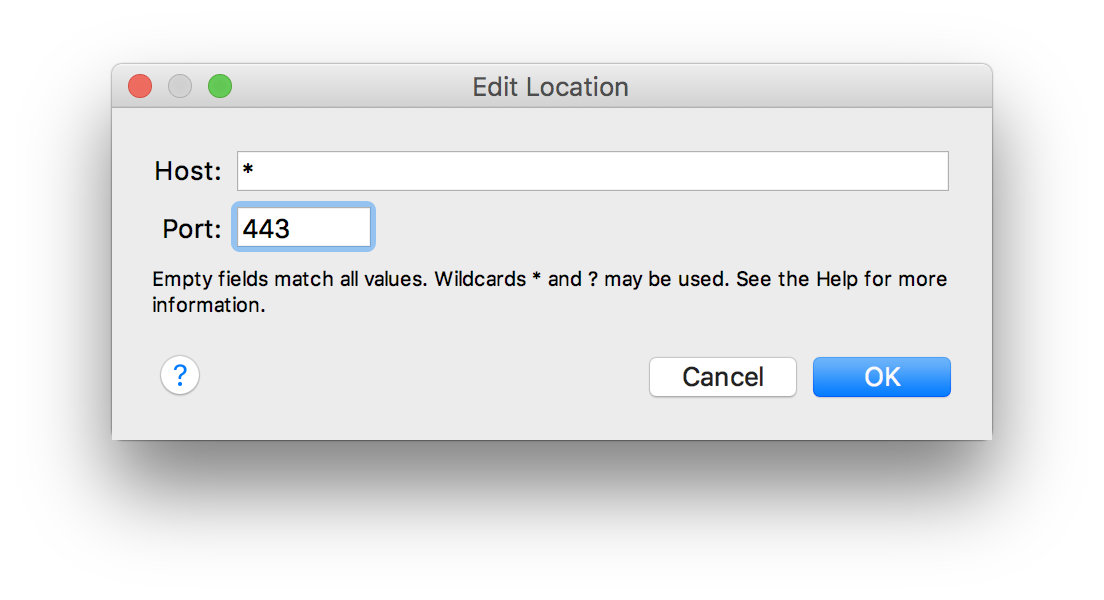 Edit Location
Host: *
Port: 443
Empty fields match all values. Wildcards * and ? may be used. See the Help for more
information.
? Cancel OK